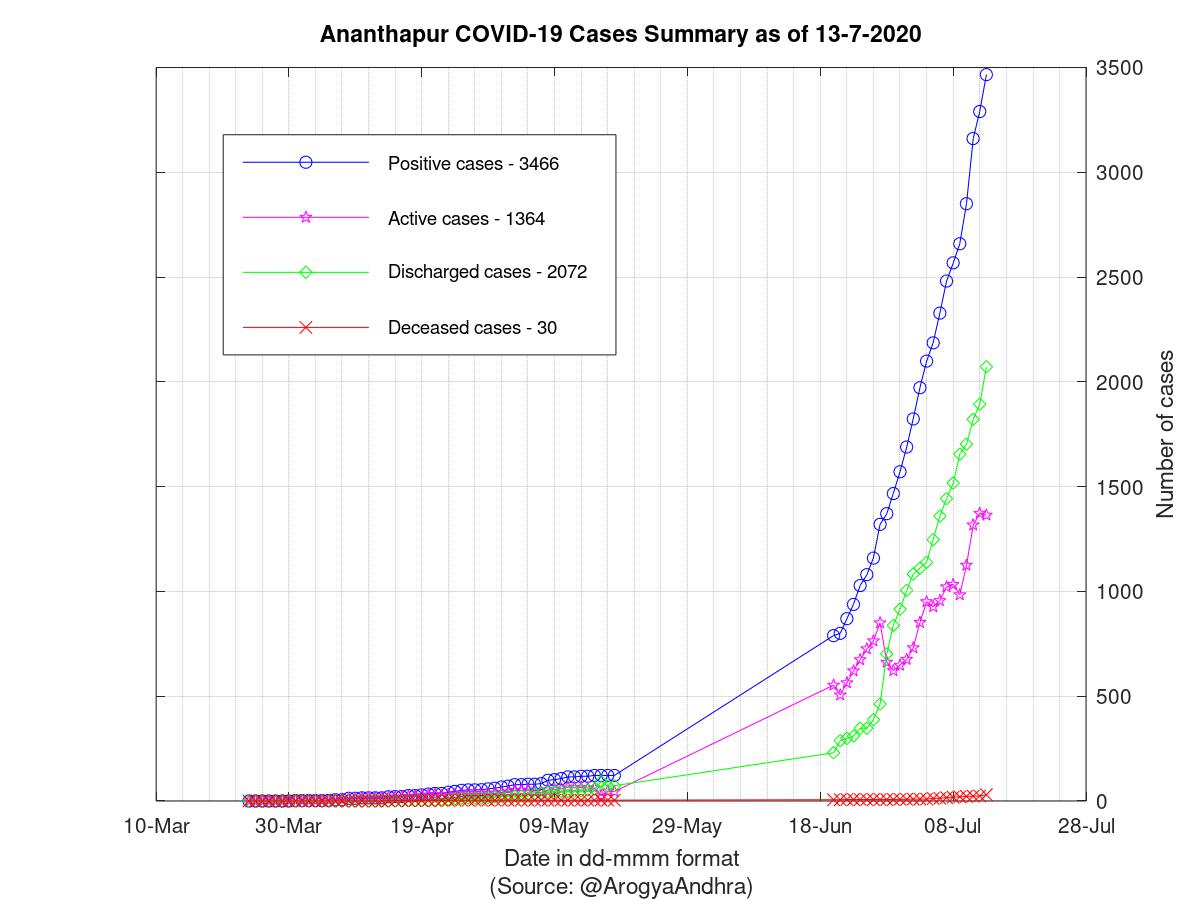 Ananthapur COVID-19 Cases Summary as of 13-7-2020
Positive cases - 3466
Active cases - 1364
Discharged cases - 2072
Deceased cases - 30
3500
3000
2500
2000
1500
1000
500
0
Number of cases
10-Mar 30-Mar 19-Apr 09-May 29-May 18-Jun 08-Jul 28-Jul
Date in dd-mmm format
(Source: @ArogyaAndhra)